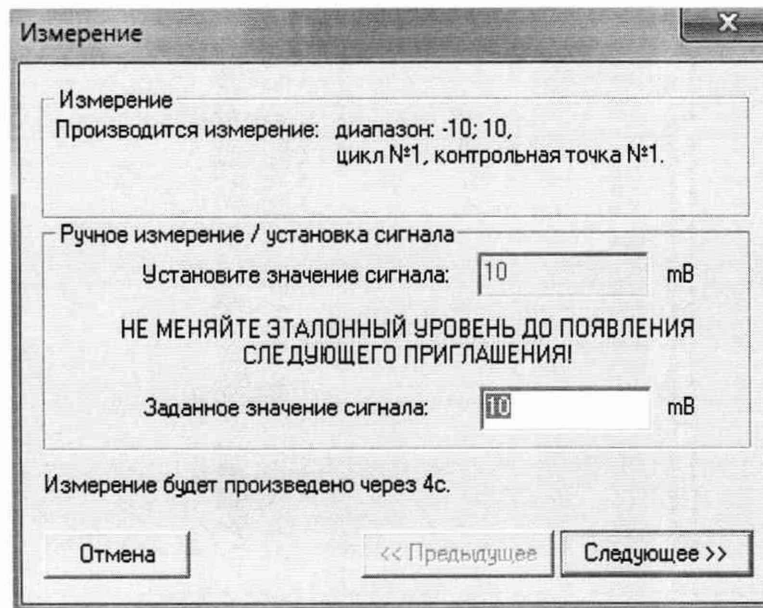 Измерение
Измерение
Производится измерение: диапазон: -10; 10,
цикл №1, контрольная точка №1.
Ручное измерение / установка сигнала
Установите значение сигнала: 10 mB
НЕ МЕНЯЙТЕ ЭТАЛОННЫЙ УРОВЕНЬ ДО ПОЯВЛЕНИЯ
СЛЕДУЮЩЕГО ПРИГЛАШЕНИЯ!
Заданное значение сигнала: 10 mB
Измерение будет произведено через 4с.
Отмена << Предыдущее Следующее >>